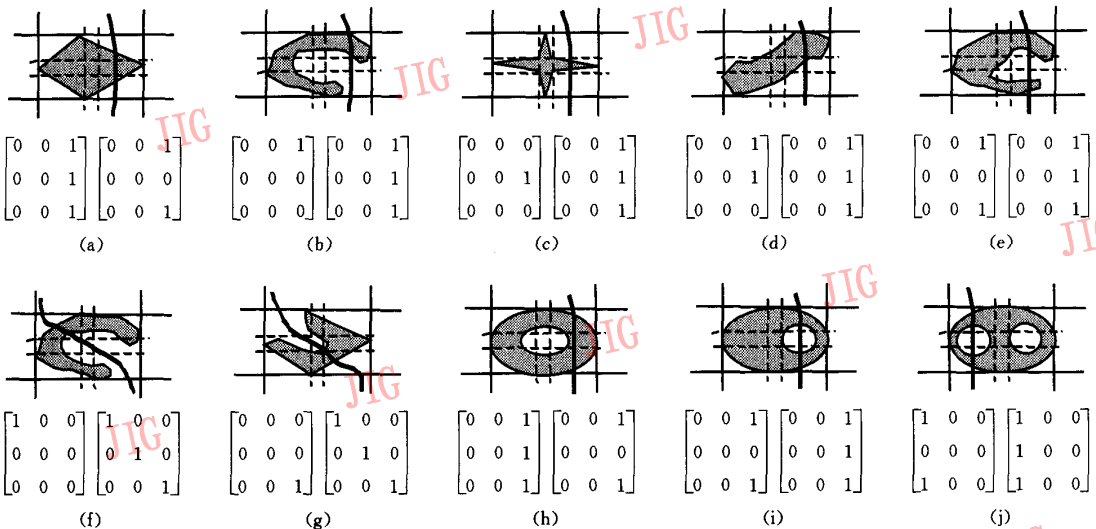 JIG
JIG
JIG
JIG
0 0 1 0 0 1 0 0 1 0 0 1 0 0 0 0 0 1 0 0 1 0 0 1 0 0 1 0 0 1
0 0 1 0 0 0 0 0 0 0 0 1 0 0 1 0 0 1 0 0 1 0 0 1 0 0 0 0 0 1
0 0 1 0 0 1 0 0 0 0 0 1 0 0 0 0 0 1 0 0 0 0 0 1 0 0 1 0 0 1
(a) (b) (c) (d) (e)
JIG
JIG
JIG
JIG
1 0 0 1 0 0 0 0 0 1 0 0 0 0 1 0 0 1 0 0 1 0 0 1 1 0 0 1 0 0
0 0 0 0 1 0 0 0 0 0 1 0 0 0 1 0 0 0 0 0 0 0 0 1 0 0 0 1 0 0
0 0 0 0 0 1 0 0 1 0 0 1 0 0 1 0 0 1 0 0 1 0 0 1 1 0 0 1 0 0
(f) (g) (h) (i) (j)